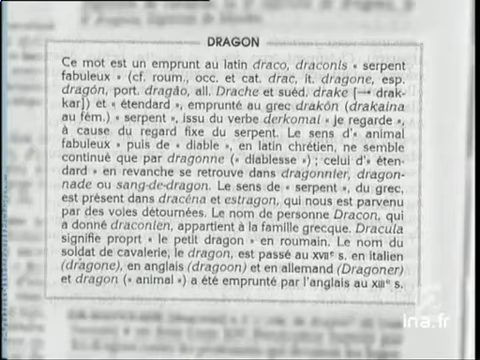 DRAGON
Ce mot est un emprunt au latin draco, draconis « serpent
fabuleux » (cf. roum., occ. et cat. drac, it. dragone, esp.
dragón, port. dragão, all. Drache et suéd. drake [→ drak-
kar]) et « étendard », emprunté au grec drakôn (drakaina
au fém.) « serpent », issu du verbe derkomai « je regarde »,
à cause du regard fixe du serpent. Le sens d'« animal
fabuleux » puis de « diable », en latin chrétien, ne semble
continué que par dragonne (« diablesse ») ; celui d'« éten-
dard » en revanche se retrouve dans dragonnier, dragon-
nade ou sang-de-dragon. Le sens de « serpent », du grec,
est présent dans dracéna et estragon, qui nous est parvenu
par des voies détournées. Le nom de personne Dracon, qui
a donné draconien, appartient à la famille grecque. Dracula
signifie proprt « le petit dragon » en roumain. Le nom du
soldat de cavalerie, le dragon, est passé au XVIIe s. en italien
(dragone), en anglais (dragoon) et en allemand (Dragoner)
et dragon (« animal ») a été emprunté par l'anglais au XIIIe s.
ina.fr